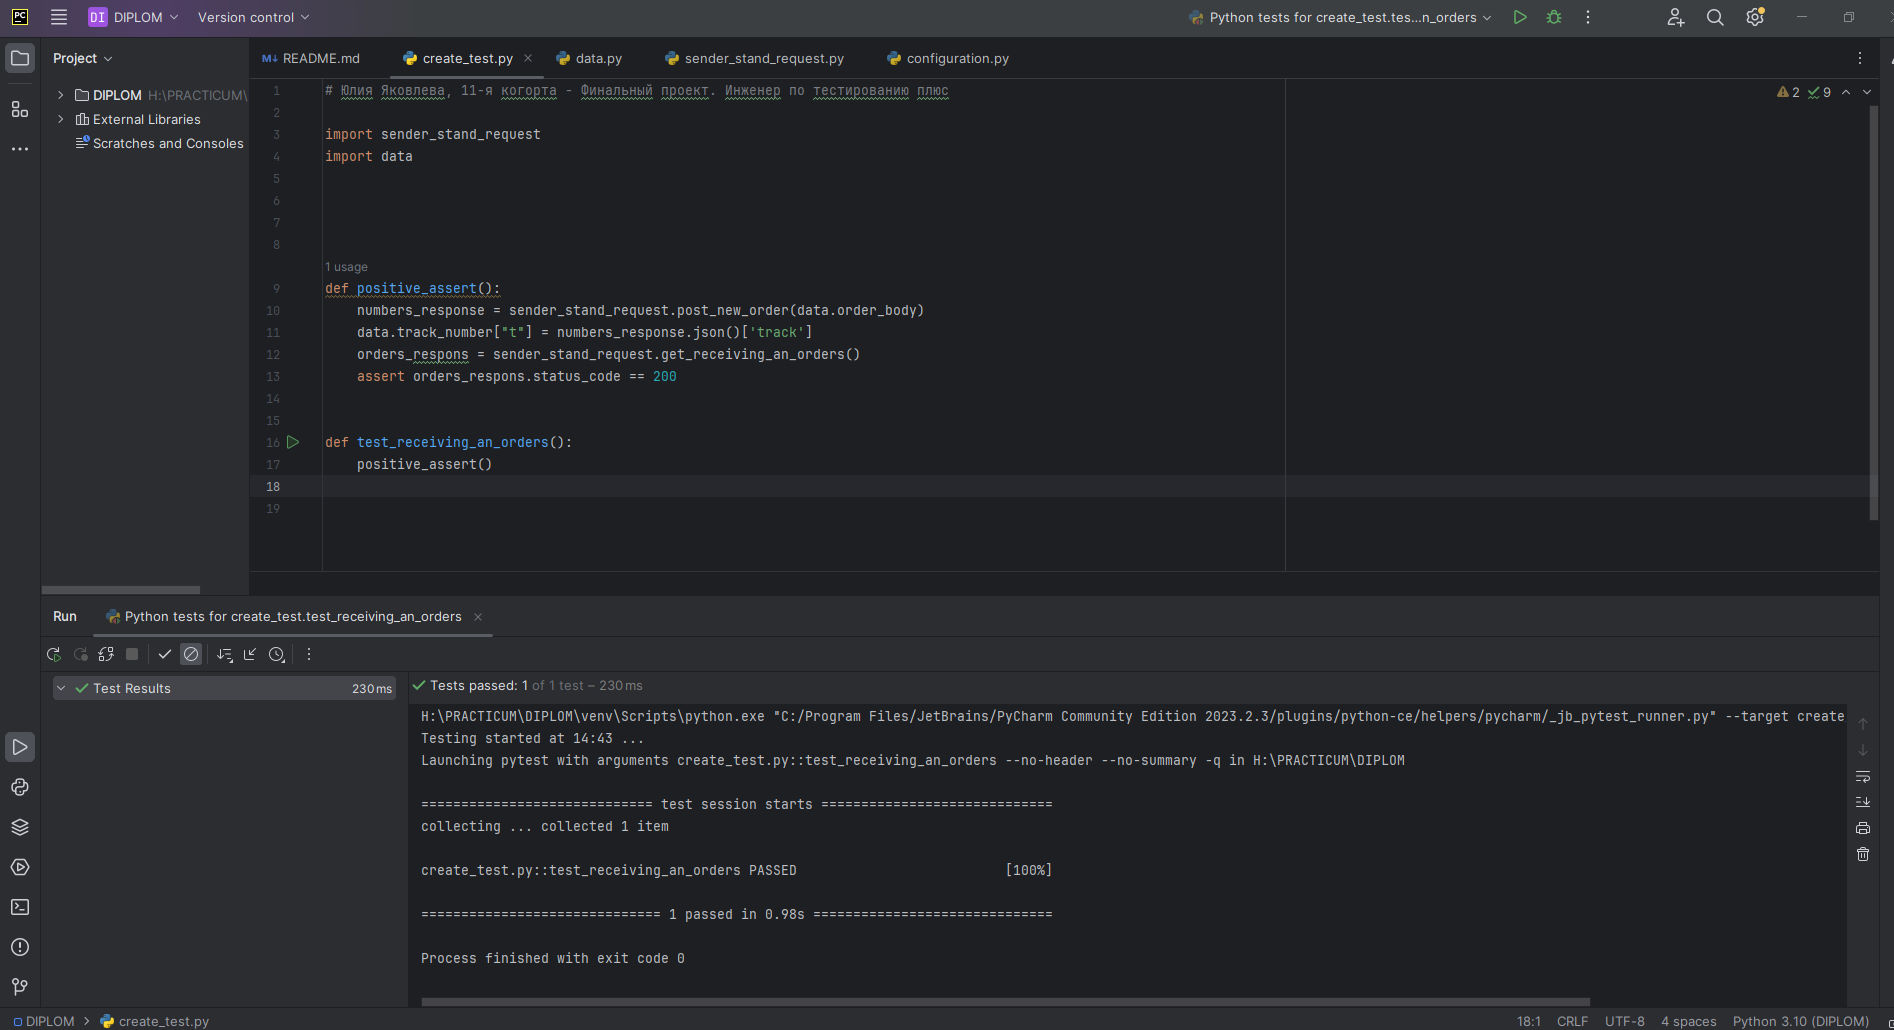 PC DI DIPLOM Version control Python tests for create_test.tes...n_orders
Project
DIPLOM H:\PRACTICUM\
External Libraries
Scratches and Consoles
README.md create_test.py data.py sender_stand_request.py configuration.py
2 9
1 # Юлия Яковлева, 11-я когорта - Финальный проект. Инженер по тестированию плюс
2
3 import sender_stand_request
4 import data
5
6
7
8
1 usage
9 def positive_assert():
10 numbers_response = sender_stand_request.post_new_order(data.order_body)
11 data.track_number["t"] = numbers_response.json()['track']
12 orders_respons = sender_stand_request.get_receiving_an_orders()
13 assert orders_respons.status_code == 200
14
15
16 def test_receiving_an_orders():
17 positive_assert()
18
19
Run Python tests for create_test.test_receiving_an_orders
Test Results 230 ms
Tests passed: 1 of 1 test – 230 ms
H:\PRACTICUM\DIPLOM\venv\Scripts\python.exe "C:/Program Files/JetBrains/PyCharm Community Edition 2023.2.3/plugins/python-ce/helpers/pycharm/_jb_pytest_runner.py" --target create
Testing started at 14:43 ...
Launching pytest with arguments create_test.py::test_receiving_an_orders --no-header --no-summary -q in H:\PRACTICUM\DIPLOM
============================= test session starts =============================
collecting ... collected 1 item
create_test.py::test_receiving_an_orders PASSED [100%]
============================== 1 passed in 0.98s ==============================
Process finished with exit code 0
DIPLOM create_test.py 18:1 CRLF UTF-8 4 spaces Python 3.10 (DIPLOM)